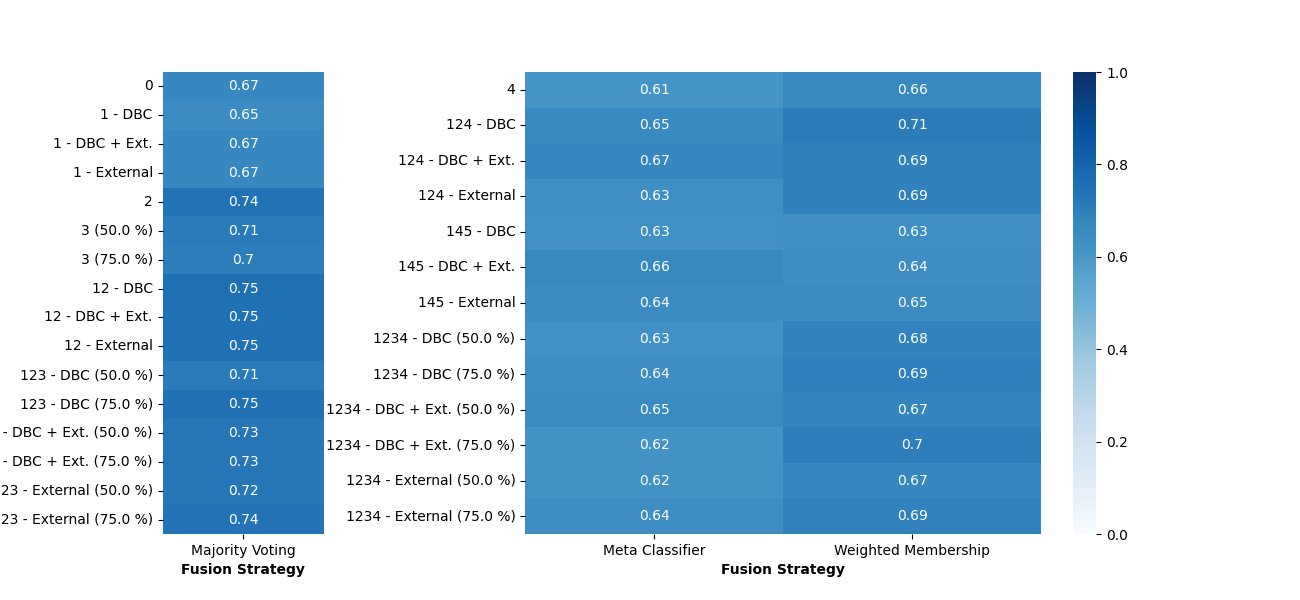 0 0.67
1 - DBC 0.65
1 - DBC + Ext. 0.67
1 - External 0.67
2 0.74
3 (50.0 %) 0.71
3 (75.0 %) 0.7
12 - DBC 0.75
12 - DBC + Ext. 0.75
12 - External 0.75
123 - DBC (50.0 %) 0.71
123 - DBC (75.0 %) 0.75
- DBC + Ext. (50.0 %) 0.73
- DBC + Ext. (75.0 %) 0.73
23 - External (50.0 %) 0.72
23 - External (75.0 %) 0.74
Majority Voting
Fusion Strategy
4 0.61 0.66
124 - DBC 0.65 0.71
124 - DBC + Ext. 0.67 0.69
124 - External 0.63 0.69
145 - DBC 0.63 0.63
145 - DBC + Ext. 0.66 0.64
145 - External 0.64 0.65
1234 - DBC (50.0 %) 0.63 0.68
1234 - DBC (75.0 %) 0.64 0.69
1234 - DBC + Ext. (50.0 %) 0.65 0.67
1234 - DBC + Ext. (75.0 %) 0.62 0.7
1234 - External (50.0 %) 0.62 0.67
1234 - External (75.0 %) 0.64 0.69
Meta Classifier Weighted Membership
Fusion Strategy
1.0
0.8
0.6
0.4
0.2
0.0